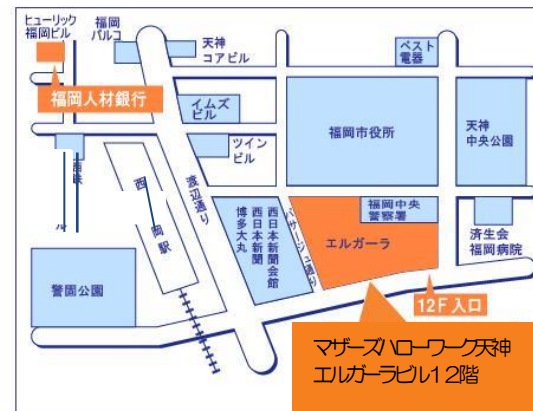 ヒューリック
福岡ビル
福岡
パルコ
天神
コアビル
ベスト
電器
福岡人材銀行
イムズ
ビル
福岡市役所
天神
中央公園
ツイン
ビル
西鉄
ル
西
岡駅
渡辺通り
西日本新聞会館
西日本新聞
博多大丸
パサージュ通り
福岡中央
警察署
エルガーラ
済生会
福岡病院
警固公園
12F入口
マザーズハローワーク天神
エルガーラビル12階